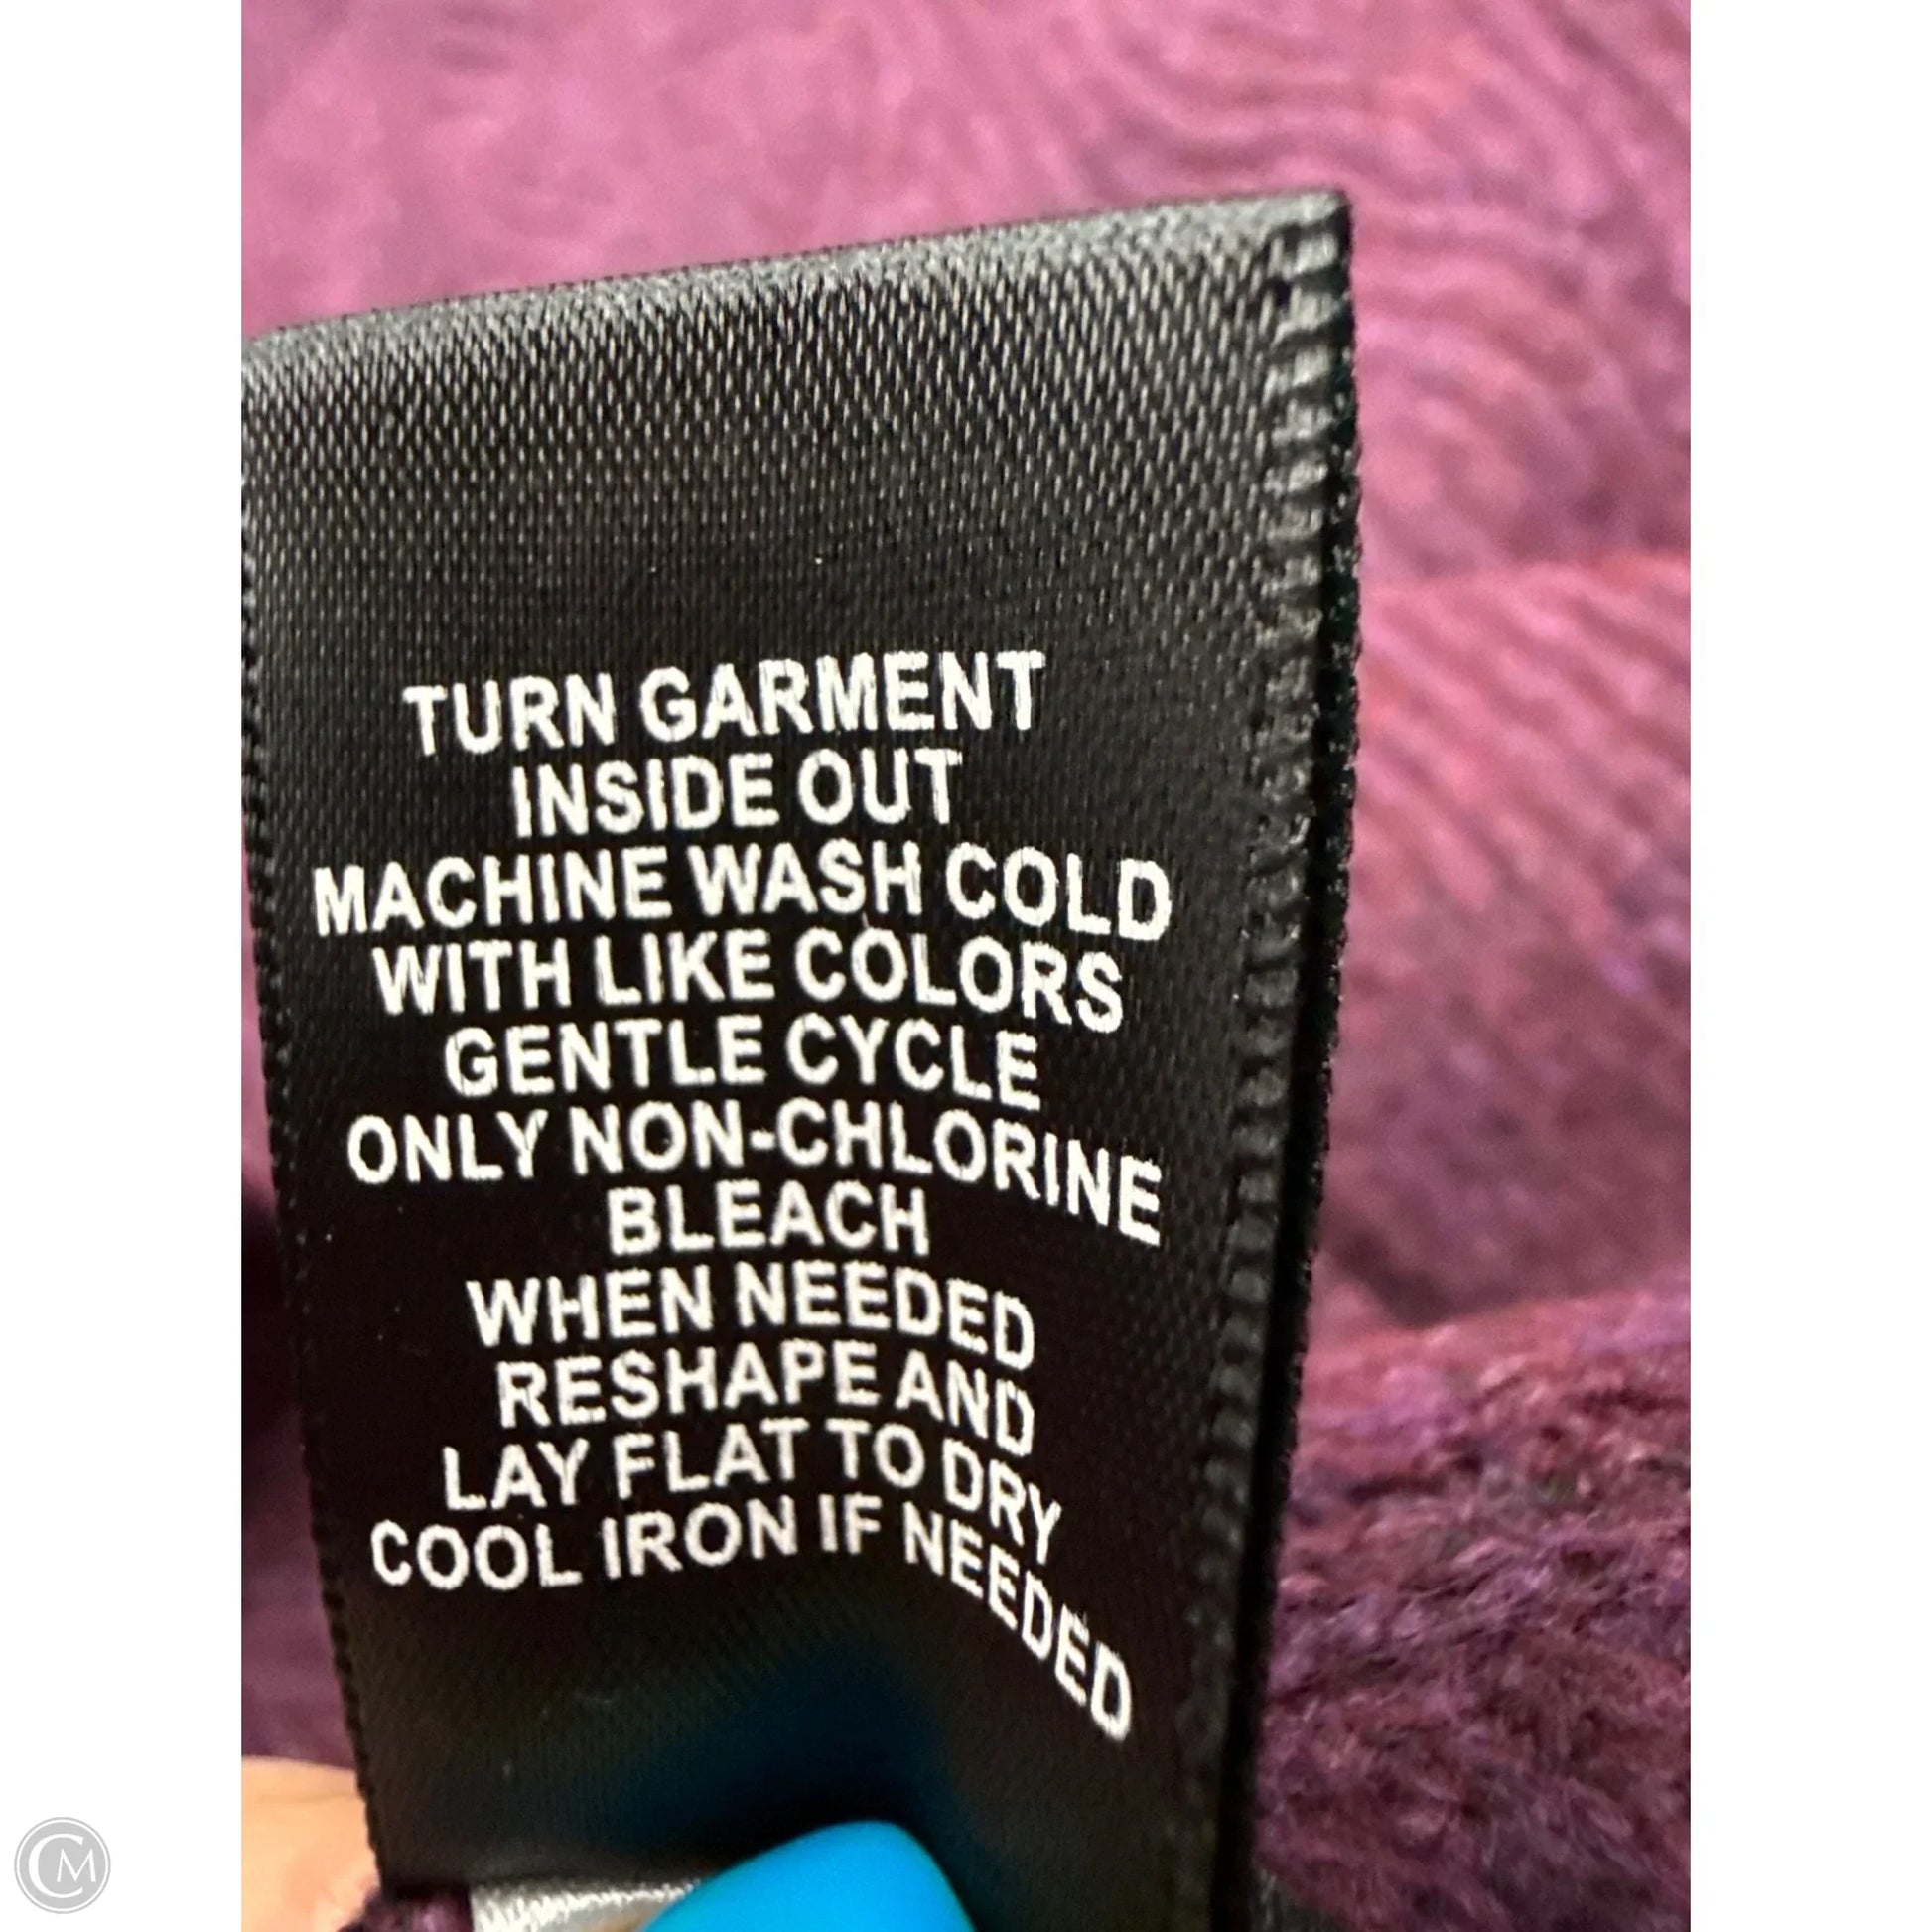 TURN GARMENT
INSIDE OUT
MACHINE WASH COLD
WITH LIKE COLORS
GENTLE CYCLE
ONLY NON-CHLORINE
BLEACH
WHEN NEEDED
RESHAPE AND
LAY FLAT TO DRY
COOL IRON IF NEEDED
CM